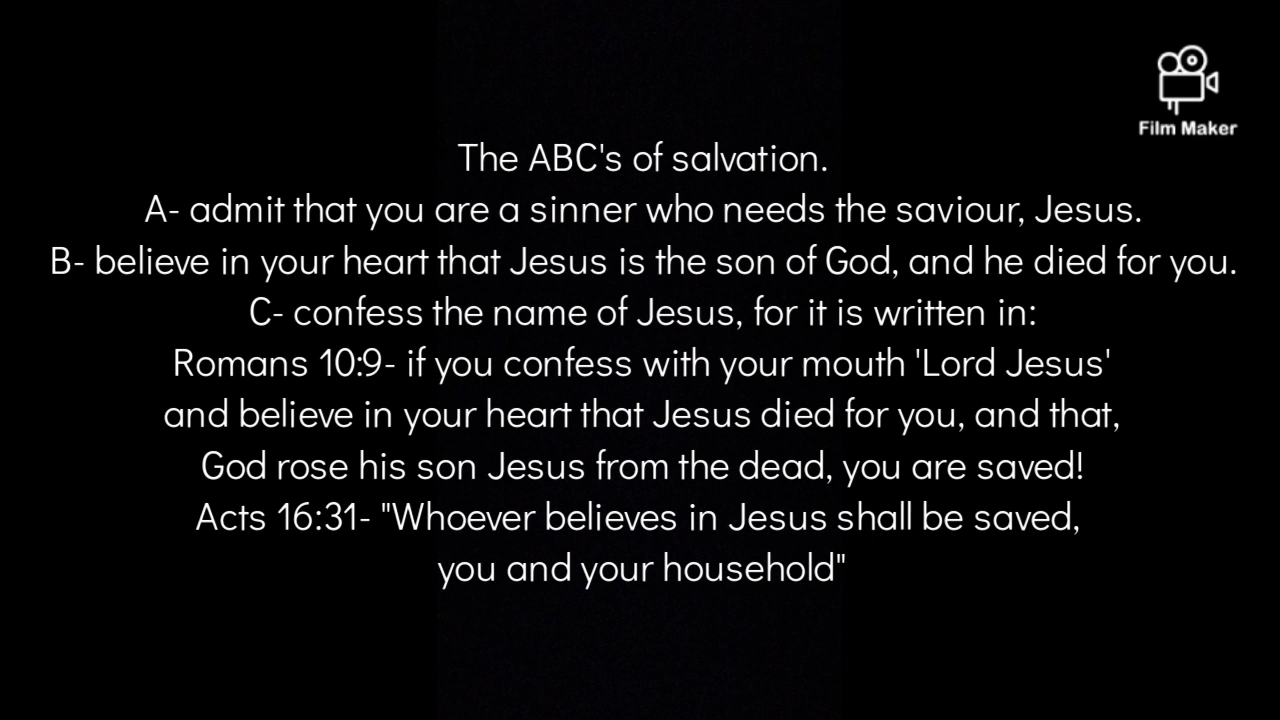 Film Maker
The ABC's of salvation.
A- admit that you are a sinner who needs the saviour, Jesus.
B- believe in your heart that Jesus is the son of God, and he died for you.
C- confess the name of Jesus, for it is written in:
Romans 10:9- if you confess with your mouth 'Lord Jesus'
and believe in your heart that Jesus died for you, and that,
God rose his son Jesus from the dead, you are saved!
Acts 16:31- "Whoever believes in Jesus shall be saved,
you and your household"